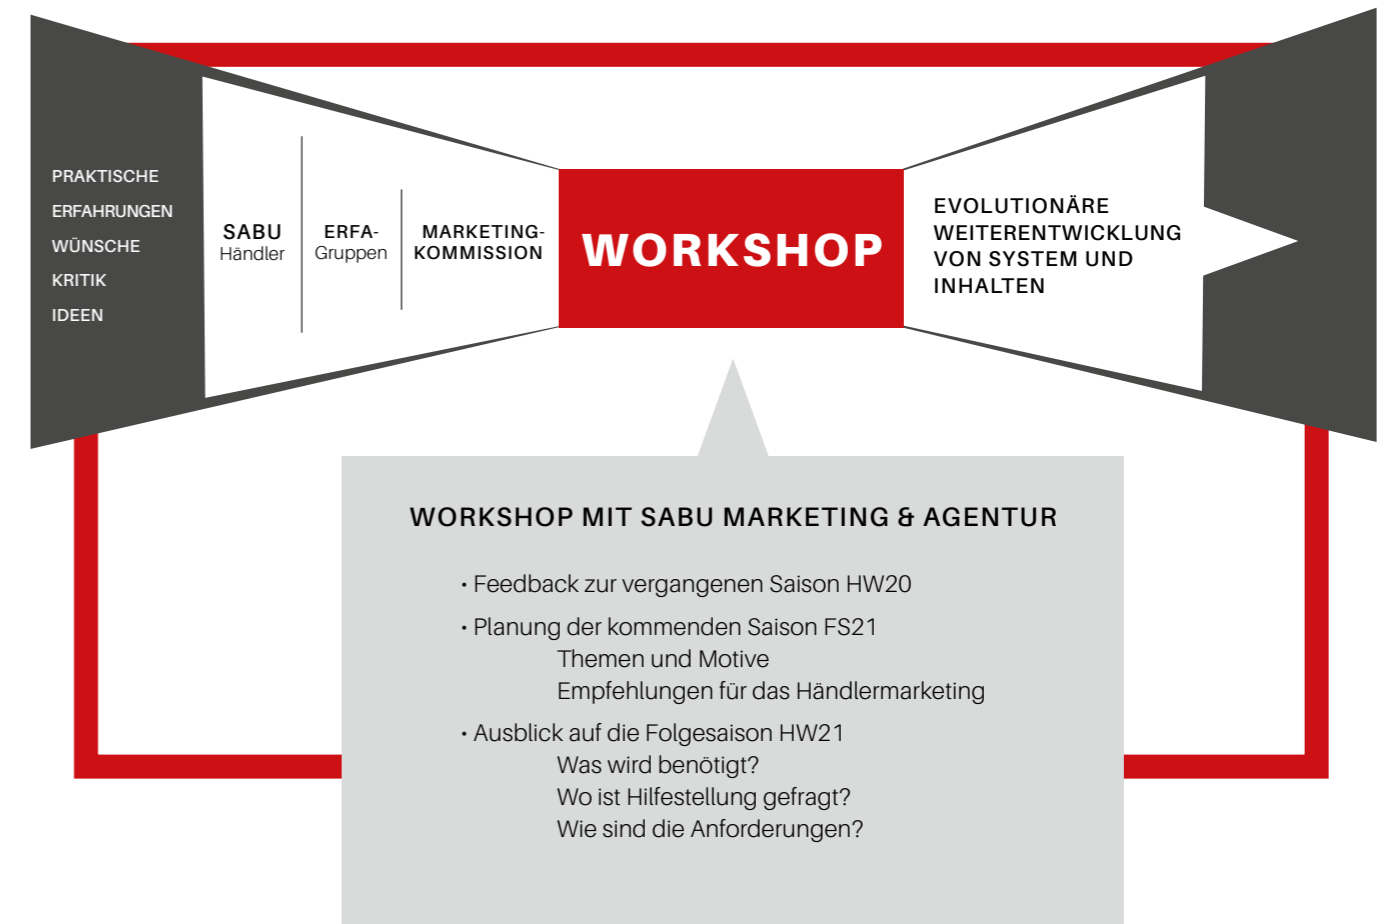 PRAKTISCHE
ERFAHRUNGEN
WÜNSCHE
KRITIK
IDEEN
SABU
Händler
ERFA-
Gruppen
MARKETING-
KOMMISSION
WORKSHOP
EVOLUTIONÄRE
WEITERENTWICKLUNG
VON SYSTEM UND
INHALTEN
WORKSHOP MIT SABU MARKETING & AGENTUR
• Feedback zur vergangenen Saison HW20
• Planung der kommenden Saison FS21
Themen und Motive
Empfehlungen für das Händlermarketing
• Ausblick auf die Folgesaison HW21
Was wird benötigt?
Wo ist Hilfestellung gefragt?
Wie sind die Anforderungen?